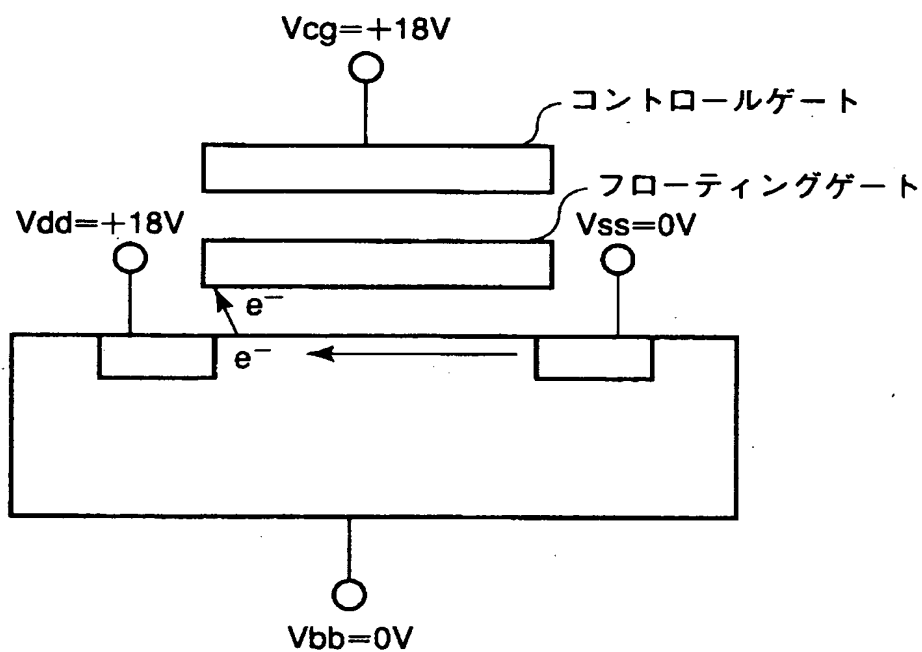 Vcg=+18V
コントロールゲート
フローティングゲート
Vdd=+18V
Vss=0V
e−
e−
Vbb=0V